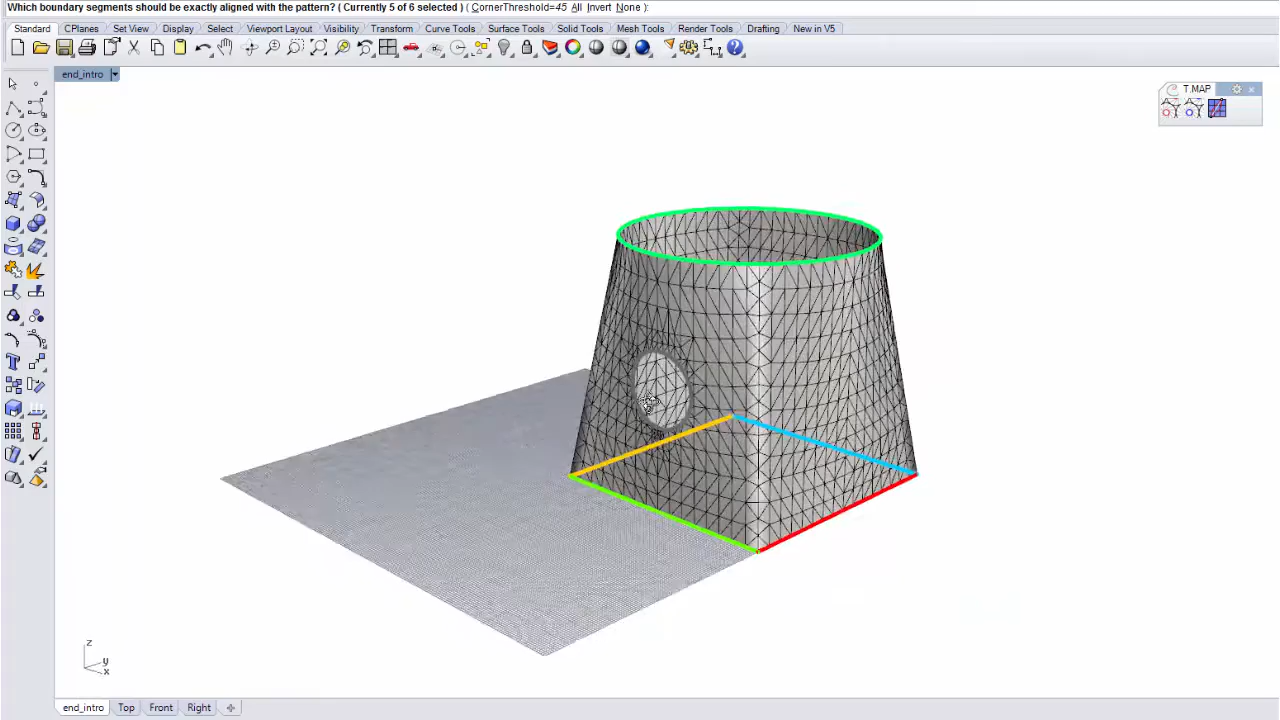 Which boundary segments should be exactly aligned with the pattern? ( Currently 5 of 6 selected ) ( CornerThreshold=45 All Invert None ):
Standard CPlanes Set View Display Select Viewport Layout Visibility Transform Curve Tools Surface Tools Solid Tools Mesh Tools Render Tools Drafting New in V5
end_intro
T.MAP
z
y
x
end_intro Top Front Right